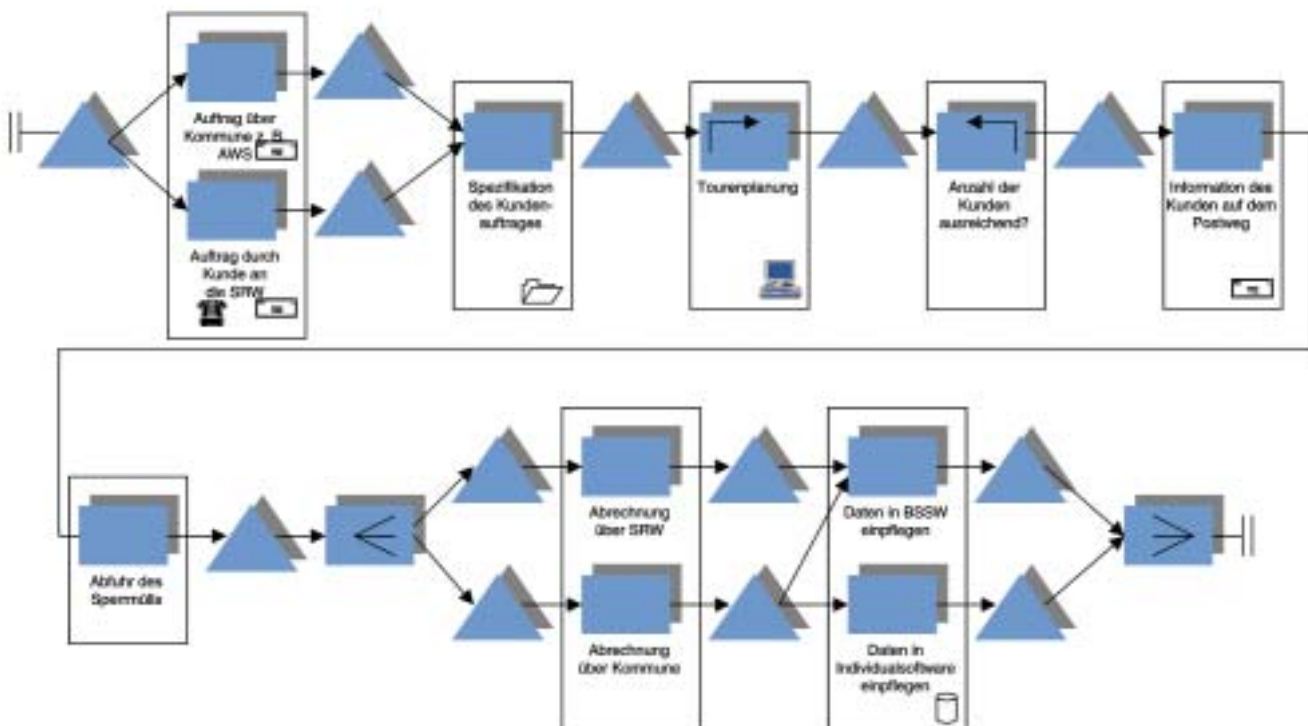 Auftrag über
Kommune z. B.
AWS
Auftrag durch
Kunde an
die SRW
Spezifikation
des Kunden-
auftrages
Tourenplanung
Anzahl der
Kunden
ausreichend?
Information des
Kunden auf dem
Postweg
Abfuhr des
Sperrmülls
Abrechnung
über SRW
Abrechnung
über Kommune
Daten in BSSW
einpflegen
Daten in
Individualsoftware
einpflegen